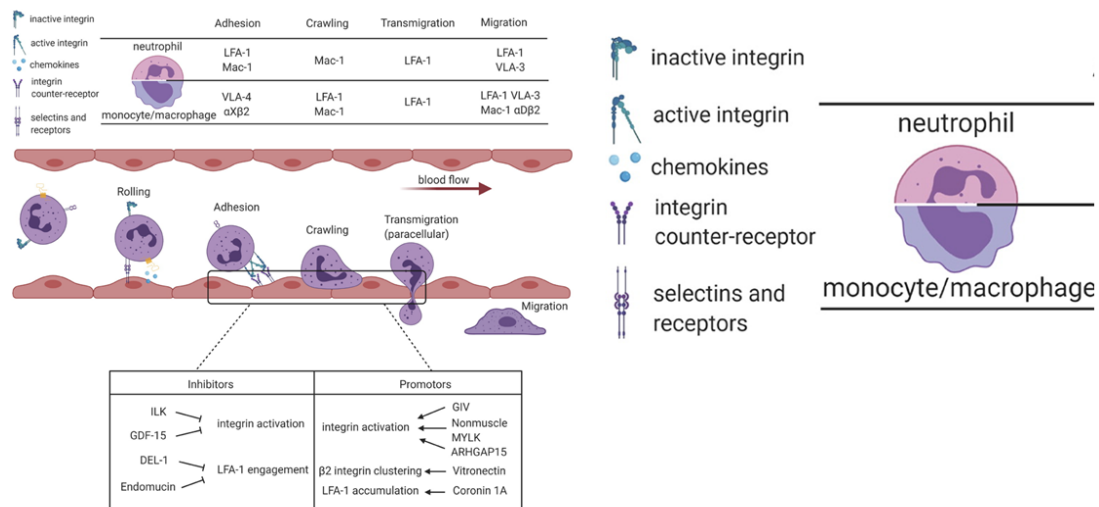 inactive integrin
active integrin
chemokines
integrin
counter-receptor
selectins and
receptors
Adhesion Crawling Transmigration Migration
neutrophil
LFA-1
Mac-1
Mac-1
LFA-1
LFA-1
VLA-3
monocyte/macrophage
VLA-4
αXβ2
LFA-1
Mac-1
LFA-1
LFA-1 VLA-3
Mac-1 αDβ2
blood flow
Rolling
Adhesion
Crawling
Transmigration
(paracellular)
Migration
Inhibitors
ILK
GDF-15
integrin activation
DEL-1
Endomucin
LFA-1 engagement
Promotors
integrin activation
GIV
Nonmuscle
MYLK
ARHGAP15
β2 integrin clustering
Vitronectin
LFA-1 accumulation
Coronin 1A
inactive integrin
active integrin
chemokines
integrin
counter-receptor
selectins and
receptors
neutrophil
monocyte/macrophage